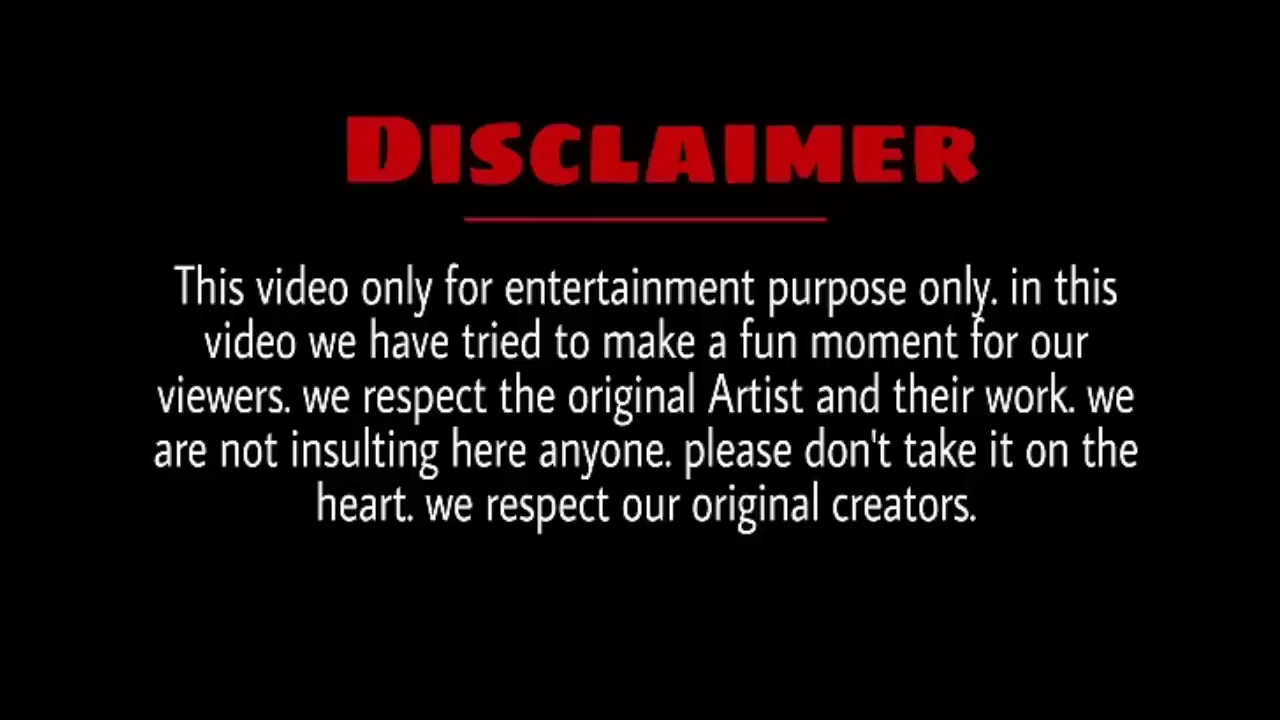 DISCLAIMER
This video only for entertainment purpose only. in this
video we have tried to make a fun moment for our
viewers. we respect the original Artist and their work. we
are not insulting here anyone. please don't take it on the
heart. we respect our original creators.